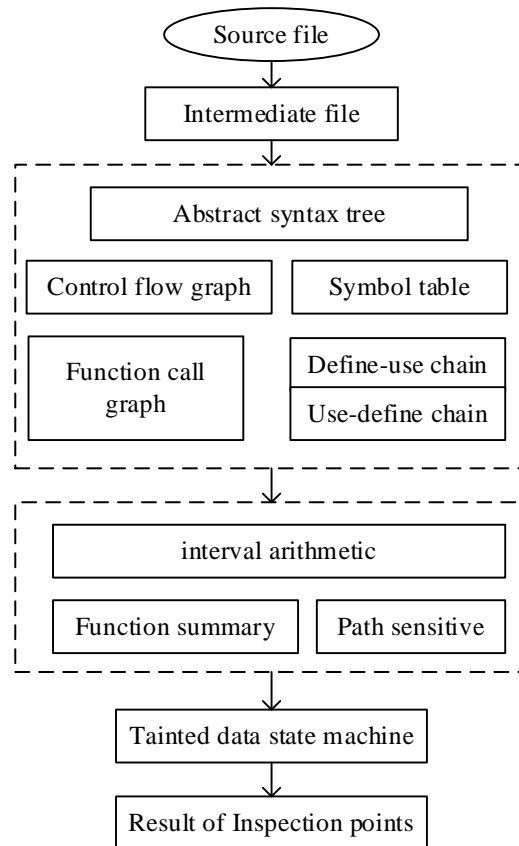 Source file
Intermediate file
Abstract syntax tree
Control flow graph
Symbol table
Function call
graph
Define-use chain
Use-define chain
interval arithmetic
Function summary
Path sensitive
Tainted data state machine
Result of Inspection points